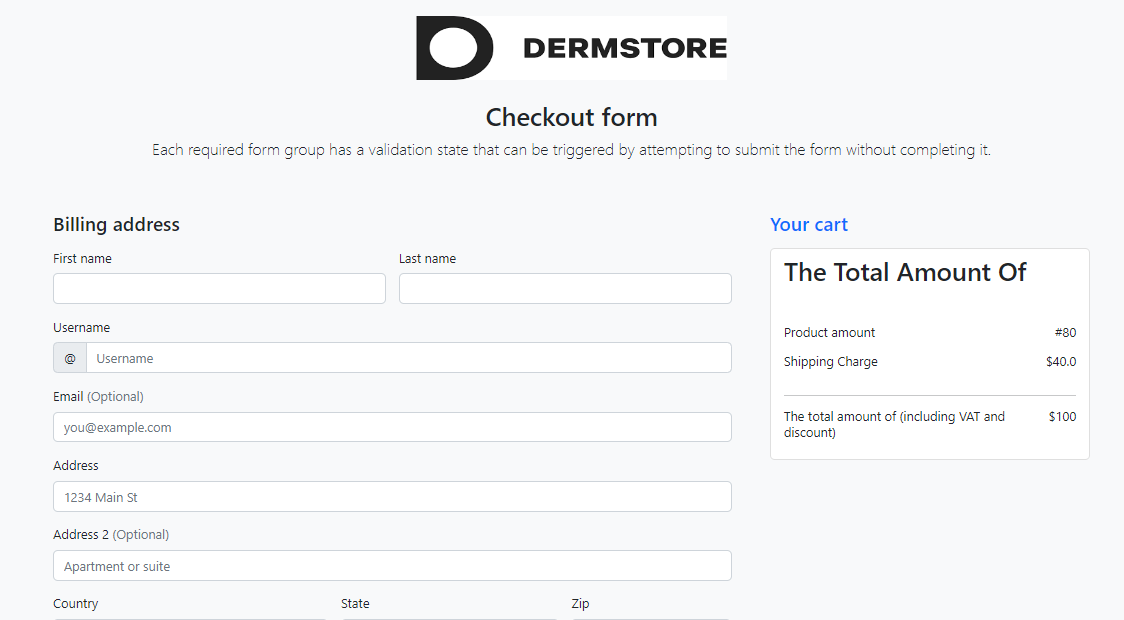 DERMSTORE
Checkout form
Each required form group has a validation state that can be triggered by attempting to submit the form without completing it.
Billing address
First name
Last name
Username
@ Username
Email (Optional)
you@example.com
Address
1234 Main St
Address 2 (Optional)
Apartment or suite
Country
State
Zip
Your cart
The Total Amount Of
Product amount #80
Shipping Charge $40.0
The total amount of (including VAT and $100
discount)